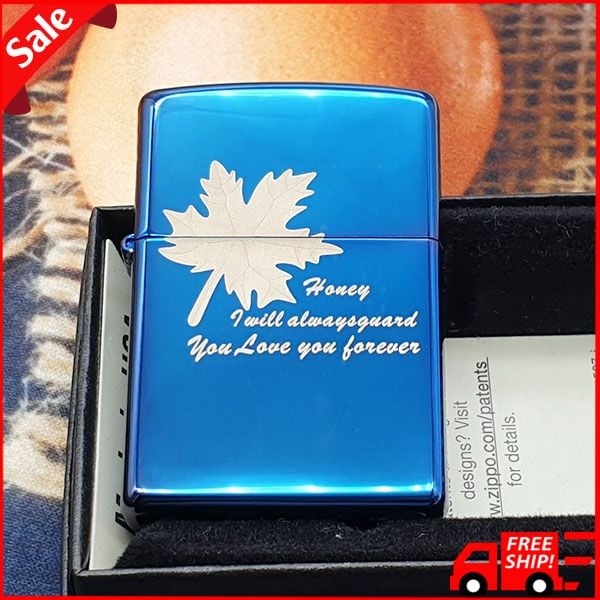 Sale
Honey
I will alwaysguard
You Love you forever
designs? Visit
w.zippo.com/patents
for details.
FREE
SHIP!